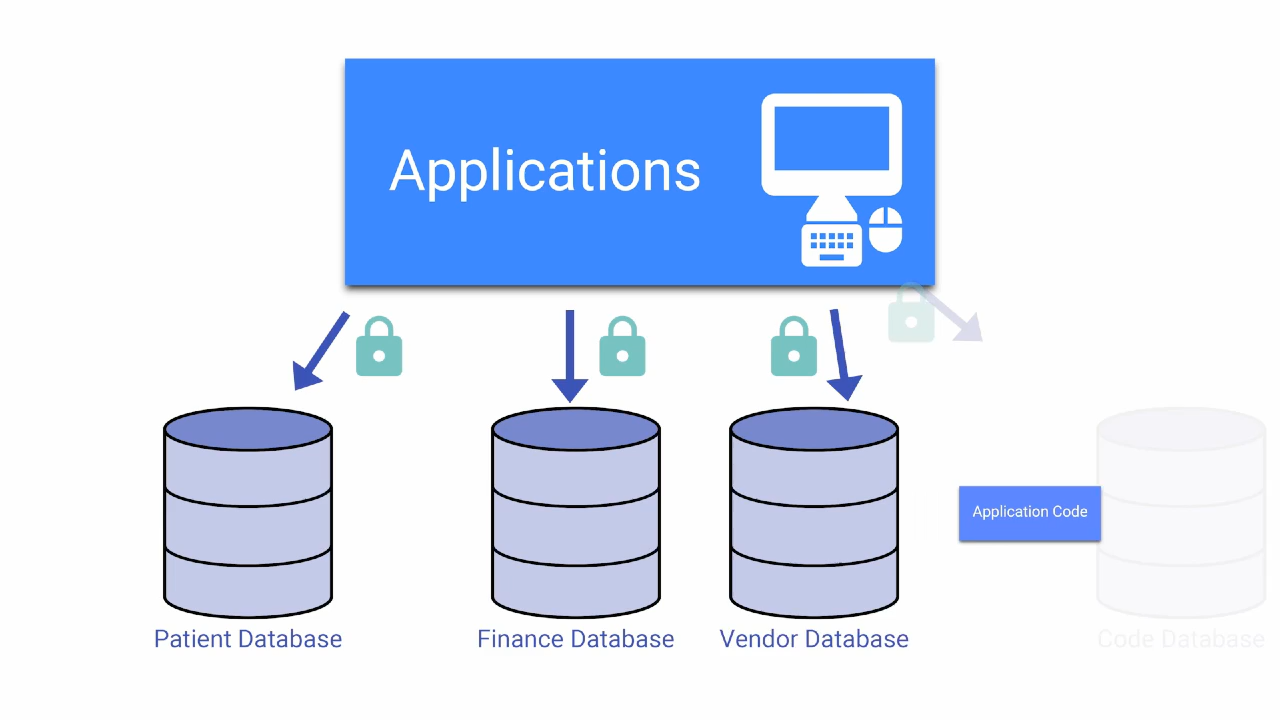 Applications
Application Code
Patient Database
Finance Database
Vendor Database
Code Database